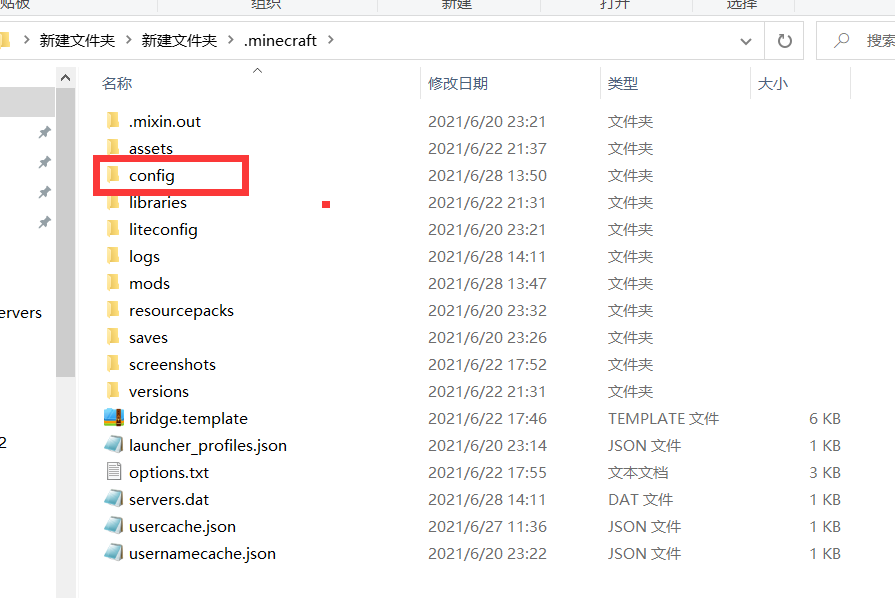 贴板 组织 新建 打开 选择
新建文件夹 > 新建文件夹 > .minecraft > 搜索
名称 修改日期 类型 大小
.mixin.out 2021/6/20 23:21 文件夹
assets 2021/6/22 21:37 文件夹
config 2021/6/28 13:50 文件夹
libraries 2021/6/22 21:31 文件夹
liteconfig 2021/6/20 23:21 文件夹
logs 2021/6/28 14:11 文件夹
mods 2021/6/28 13:47 文件夹
ervers resourcepacks 2021/6/20 23:32 文件夹
saves 2021/6/20 23:26 文件夹
screenshots 2021/6/22 17:52 文件夹
versions 2021/6/22 21:31 文件夹
bridge.template 2021/6/22 17:46 TEMPLATE 文件 6 KB
2 launcher_profiles.json 2021/6/20 23:14 JSON 文件 1 KB
options.txt 2021/6/22 17:55 文本文档 3 KB
servers.dat 2021/6/28 14:11 DAT 文件 1 KB
usercache.json 2021/6/27 11:36 JSON 文件 1 KB
usernamecache.json 2021/6/20 23:22 JSON 文件 1 KB